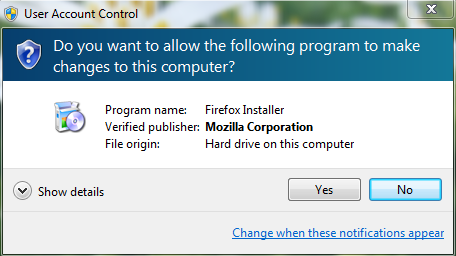 User Account Control
Do you want to allow the following program to make
changes to this computer?
Program name: Firefox Installer
Verified publisher: Mozilla Corporation
File origin: Hard drive on this computer
Show details
Yes
No
Change when these notifications appear